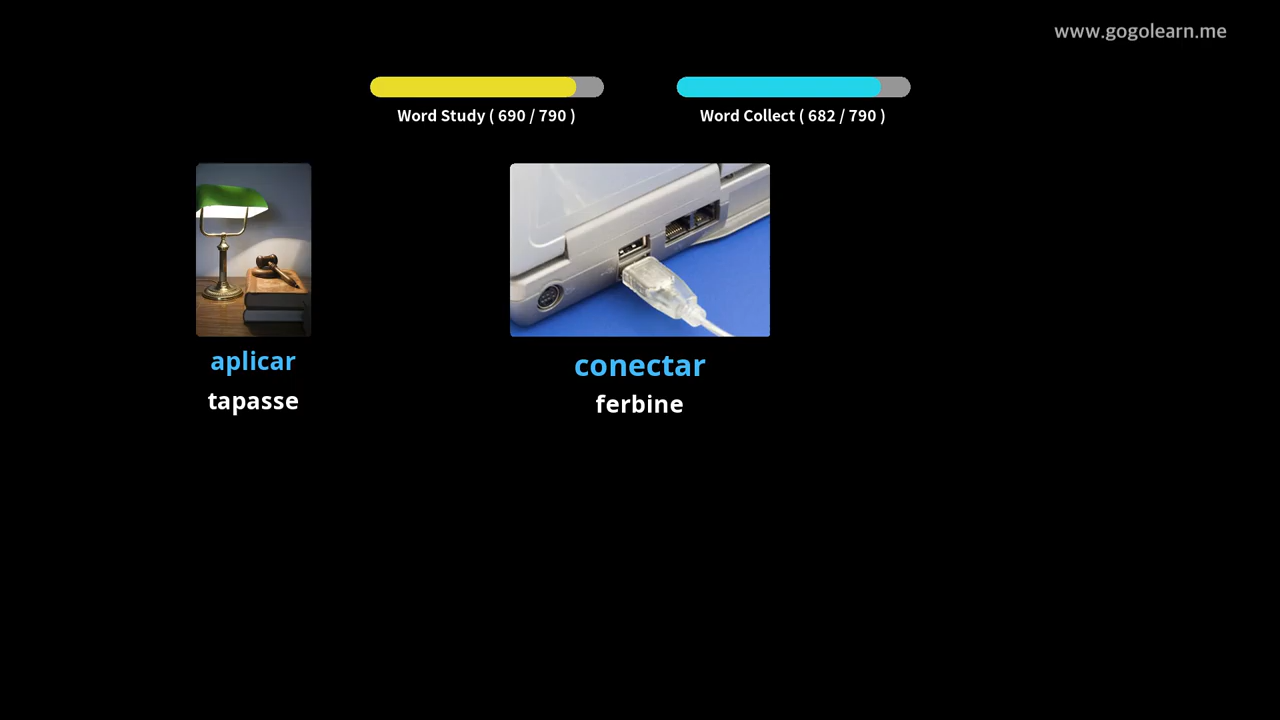 www.gogolearn.me
Word Study ( 690 / 790 )
Word Collect ( 682 / 790 )
aplicar
tapasse
conectar
ferbine